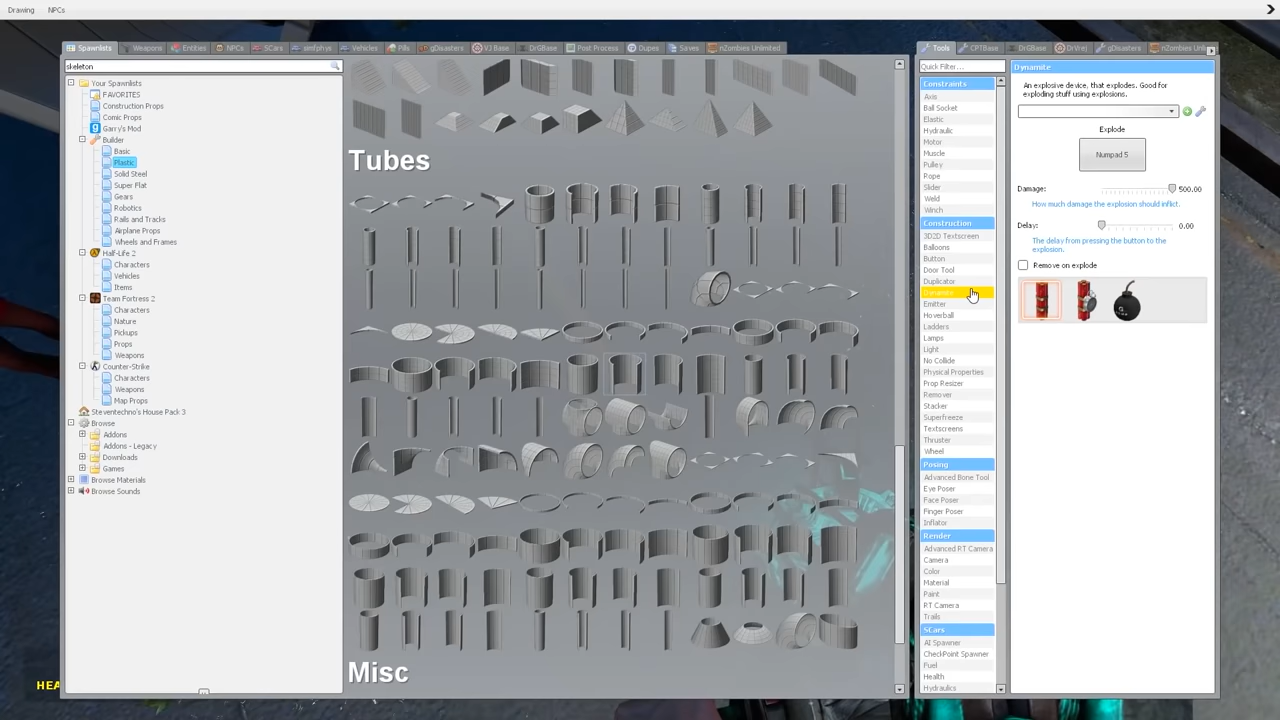 Drawing NPCs
Spawnlists Weapons Entities NPCs SCars simfphys Vehicles Pills gDisasters VJ Base DrGBase Post Process Dupes Saves nZombies Unlimited
skeleton
Your Spawnlists
FAVORITES
Construction Props
Comic Props
Garry's Mod
Builder
Basic
Plastic
Solid Steel
Super Flat
Gears
Robotics
Rails and Tracks
Airplane Props
Wheels and Frames
Half-Life 2
Characters
Vehicles
Items
Team Fortress 2
Characters
Nature
Pickups
Props
Weapons
Counter-Strike
Characters
Weapons
Map Props
Steventechno's House Pack 3
Browse
Addons
Addons - Legacy
Downloads
Games
Browse Materials
Browse Sounds
HEA
Tubes
Misc
Tools CPTBase DrGBase DrVrej gDisasters nZombies Un
Quick Filter...
Constraints
Axis
Ball Socket
Elastic
Hydraulic
Motor
Muscle
Pulley
Rope
Slider
Weld
Winch
Construction
3D2D Textscreen
Balloons
Button
Door Tool
Duplicator
Dynamite
Emitter
Hoverball
Ladders
Lamps
Light
No Collide
Physical Properties
Prop Resizer
Remover
Stacker
Superfreeze
Textscreens
Thruster
Wheel
Posing
Advanced Bone Tool
Eye Poser
Face Poser
Finger Poser
Inflator
Render
Advanced RT Camera
Camera
Color
Material
Paint
RT Camera
Trails
SCars
AI Spawner
CheckPoint Spawner
Fuel
Health
Hydraulics
Dynamite
An explosive device, that explodes. Good for
exploding stuff using explosions.
Explode
Numpad 5
Damage: 500.00
How much damage the explosion should inflict.
Delay: 0.00
The delay from pressing the button to the
explosion.
Remove on explode